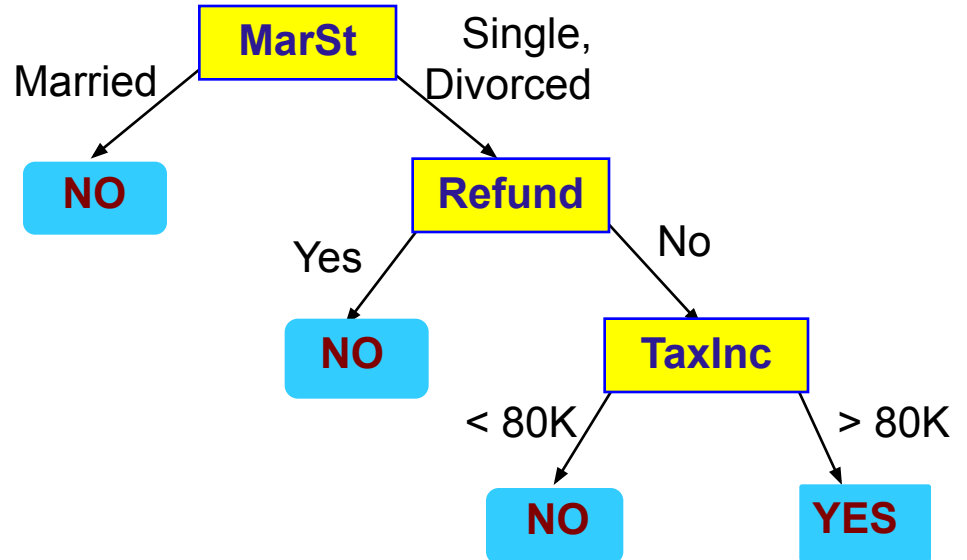 MarSt
Single,
Divorced
Married
NO
Refund
Yes
No
NO
TaxInc
< 80K
> 80K
NO
YES